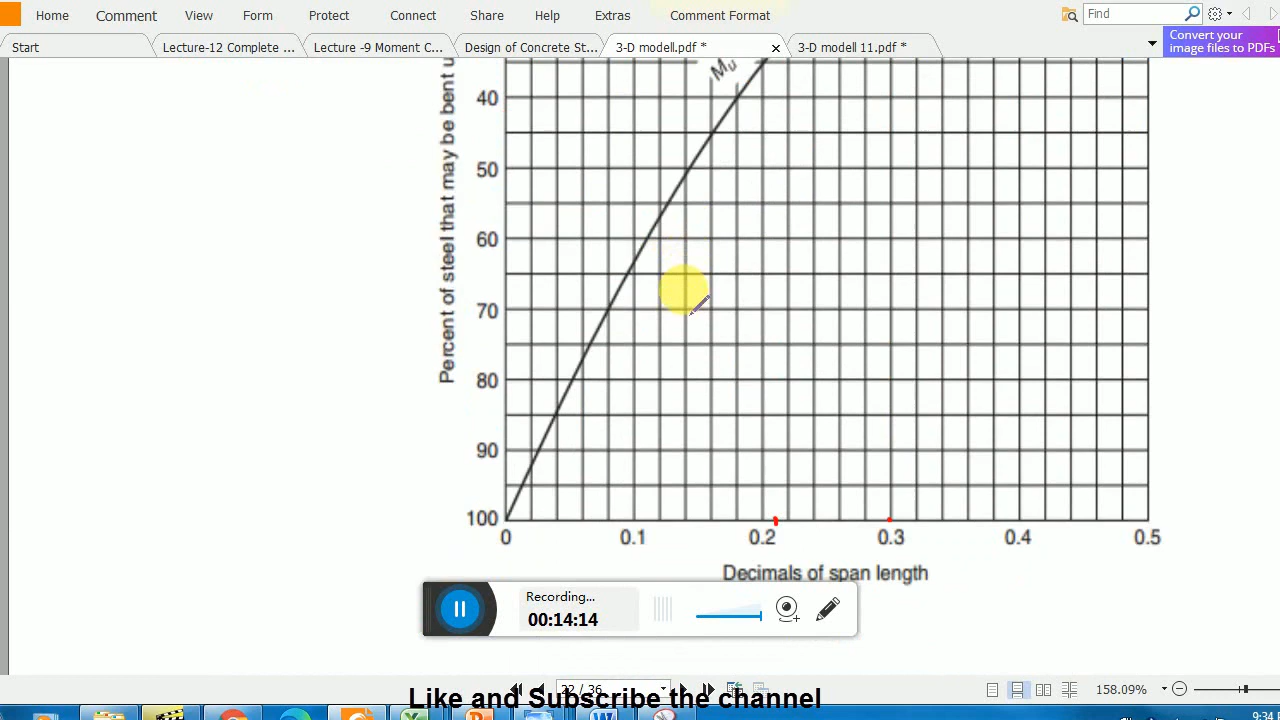 Home Comment View Form Protect Connect Share Help Extras Comment Format Find
Start Lecture-12 Complete ... Lecture -9 Moment C... Design of Concrete St... 3-D modell.pdf * × 3-D modell 11.pdf *
Convert your
image files to PDFs
Percent of steel that may be bent u
Mu
40
50
60
70
80
90
100
0 0.1 0.2 0.3 0.4 0.5
Decimals of span length
Recording...
00:14:14
22 / 36
158.09%
Like and Subscribe the channel